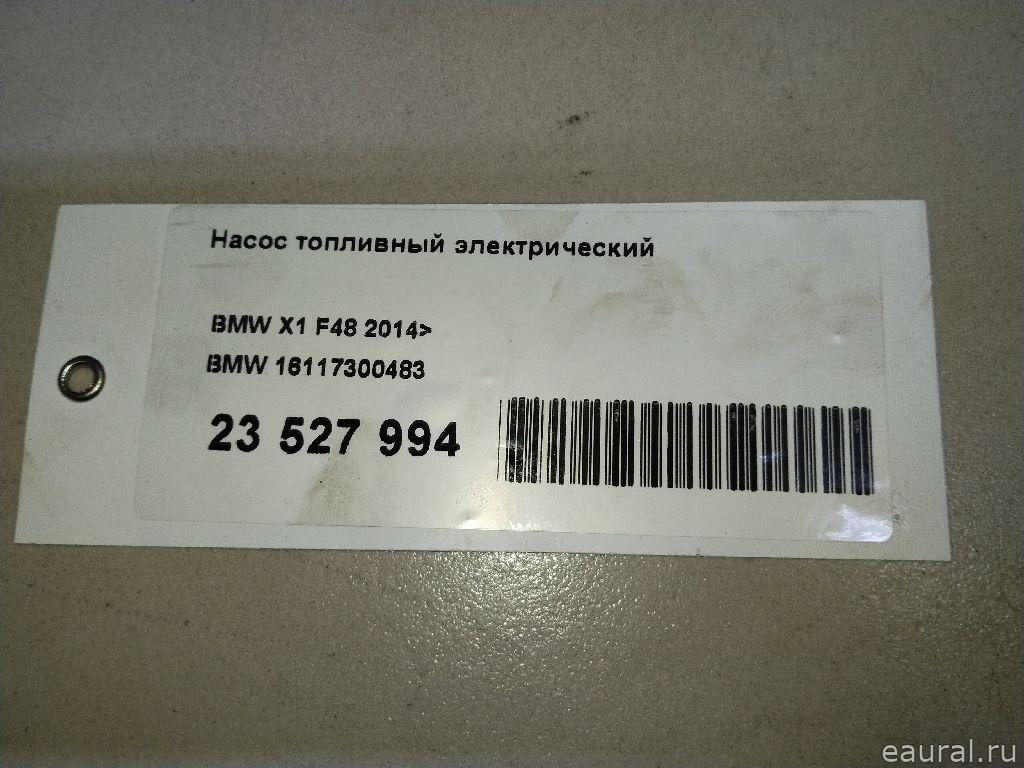 Насос топливный электрический
BMW X1 F48 2014>
BMW 16117300483
23 527 994
eaural.ru